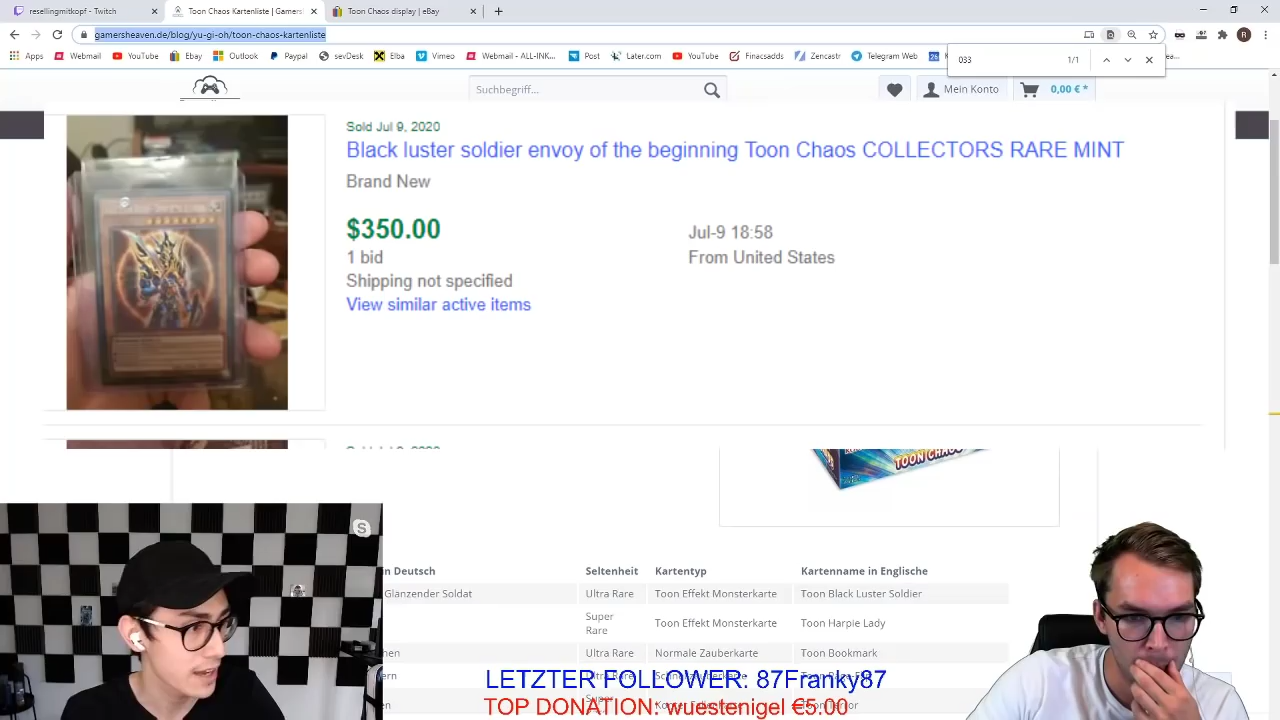 resellingmitkopf - Twitch
Toon Chaos Kartenliste | Gamers
Toon Chaos display | eBay
gamersheaven.de/blog/yu-gi-oh/toon-chaos-kartenliste
Apps
Webmail
YouTube
Ebay
Outlook
Paypal
sevDesk
Elba
Vimeo
Webmail - ALL-INK...
Post
Later.com
YouTube
Finacsadds
Zencastr
Telegram Web
033
1/1
Suchbegriff...
Mein Konto
0,00 € *
Sold Jul 9, 2020
Black luster soldier envoy of the beginning Toon Chaos COLLECTORS RARE MINT
Brand New
$350.00
Jul-9 18:58
1 bid
From United States
Shipping not specified
View similar active items
TOON CHAOS
in Deutsch
Seltenheit
Kartentyp
Kartenname in Englische
Glänzender Soldat
Ultra Rare
Toon Effekt Monsterkarte
Toon Black Luster Soldier
Super
Rare
Toon Effekt Monsterkarte
Toon Harpie Lady
Ultra Rare
Normale Zauberkarte
Toon Bookmark
LETZTER FOLLOWER: 87Franky87
TOP DONATION: wuestenigel €5.00